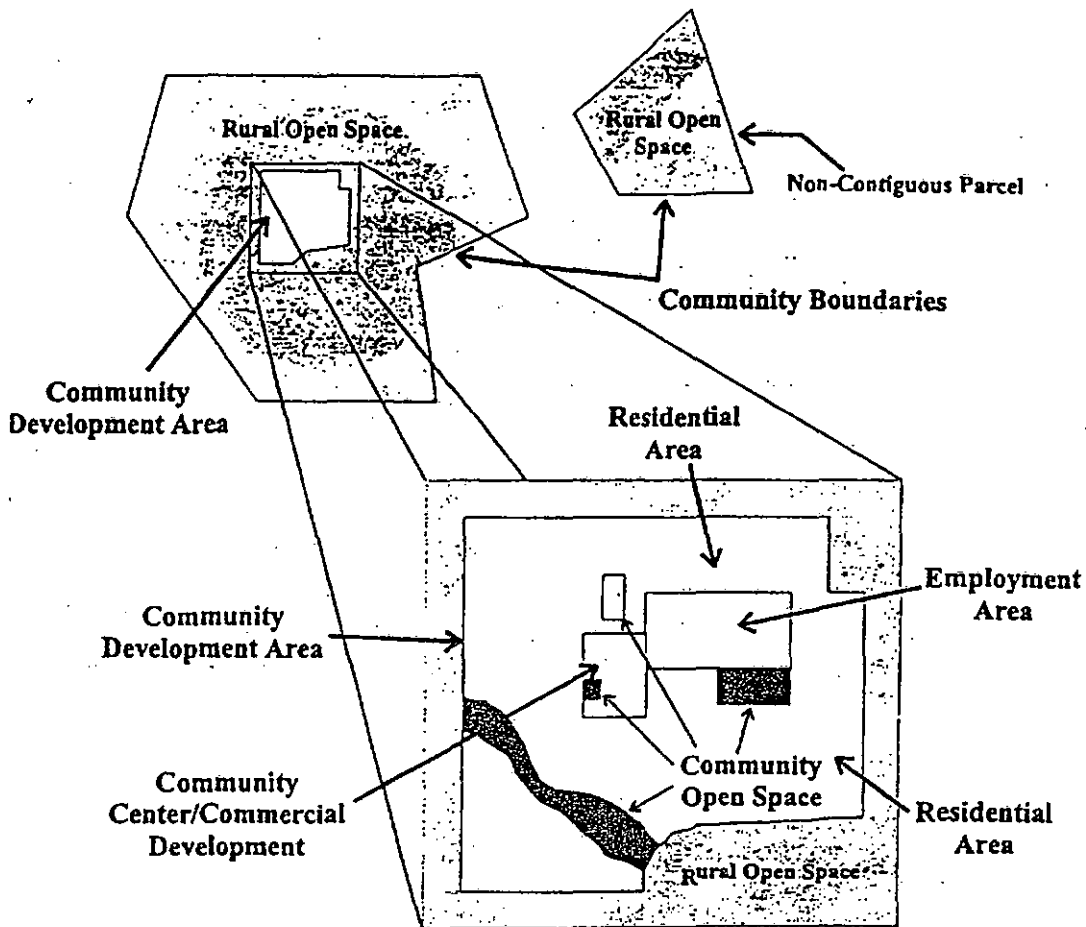 Rural Open Space
Rural Open
Space
Non-Contiguous Parcel
Community Boundaries
Community
Development Area
Residential
Area
Employment
Area
Community
Development Area
Community
Open Space
Community
Center/Commercial
Development
Residential
Area
Rural Open Space